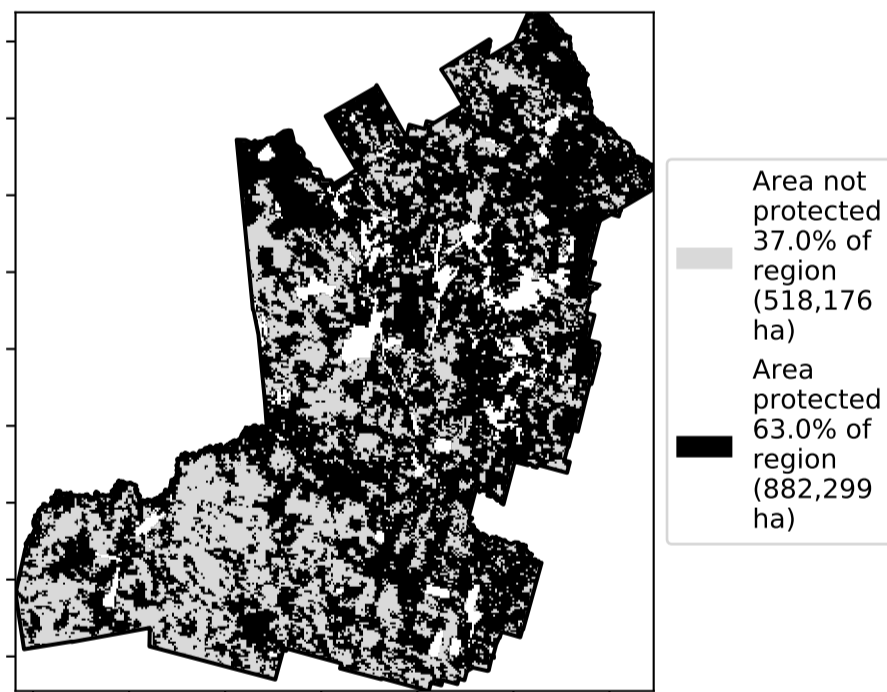 Area not
protected
37.0% of
region
(518,176
ha)
Area
protected
63.0% of
region
(882,299
ha)